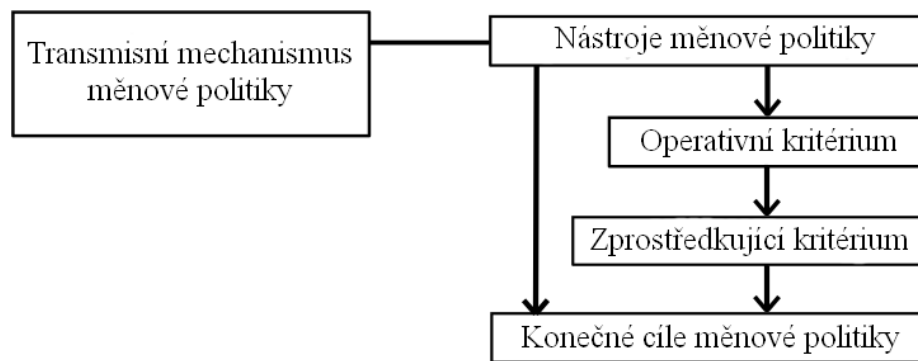 Transmisní mechanismus
měnové politiky
Nástroje měnové politiky
Operativní kritérium
Zprostředkující kritérium
Konečné cíle měnové politiky